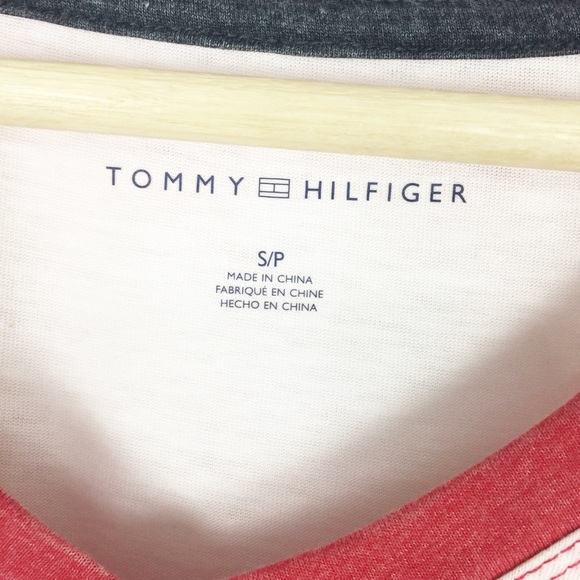 TOMMY HILFIGER
S/P
MADE IN CHINA
FABRIQUÉ EN CHINE
HECHO EN CHINA